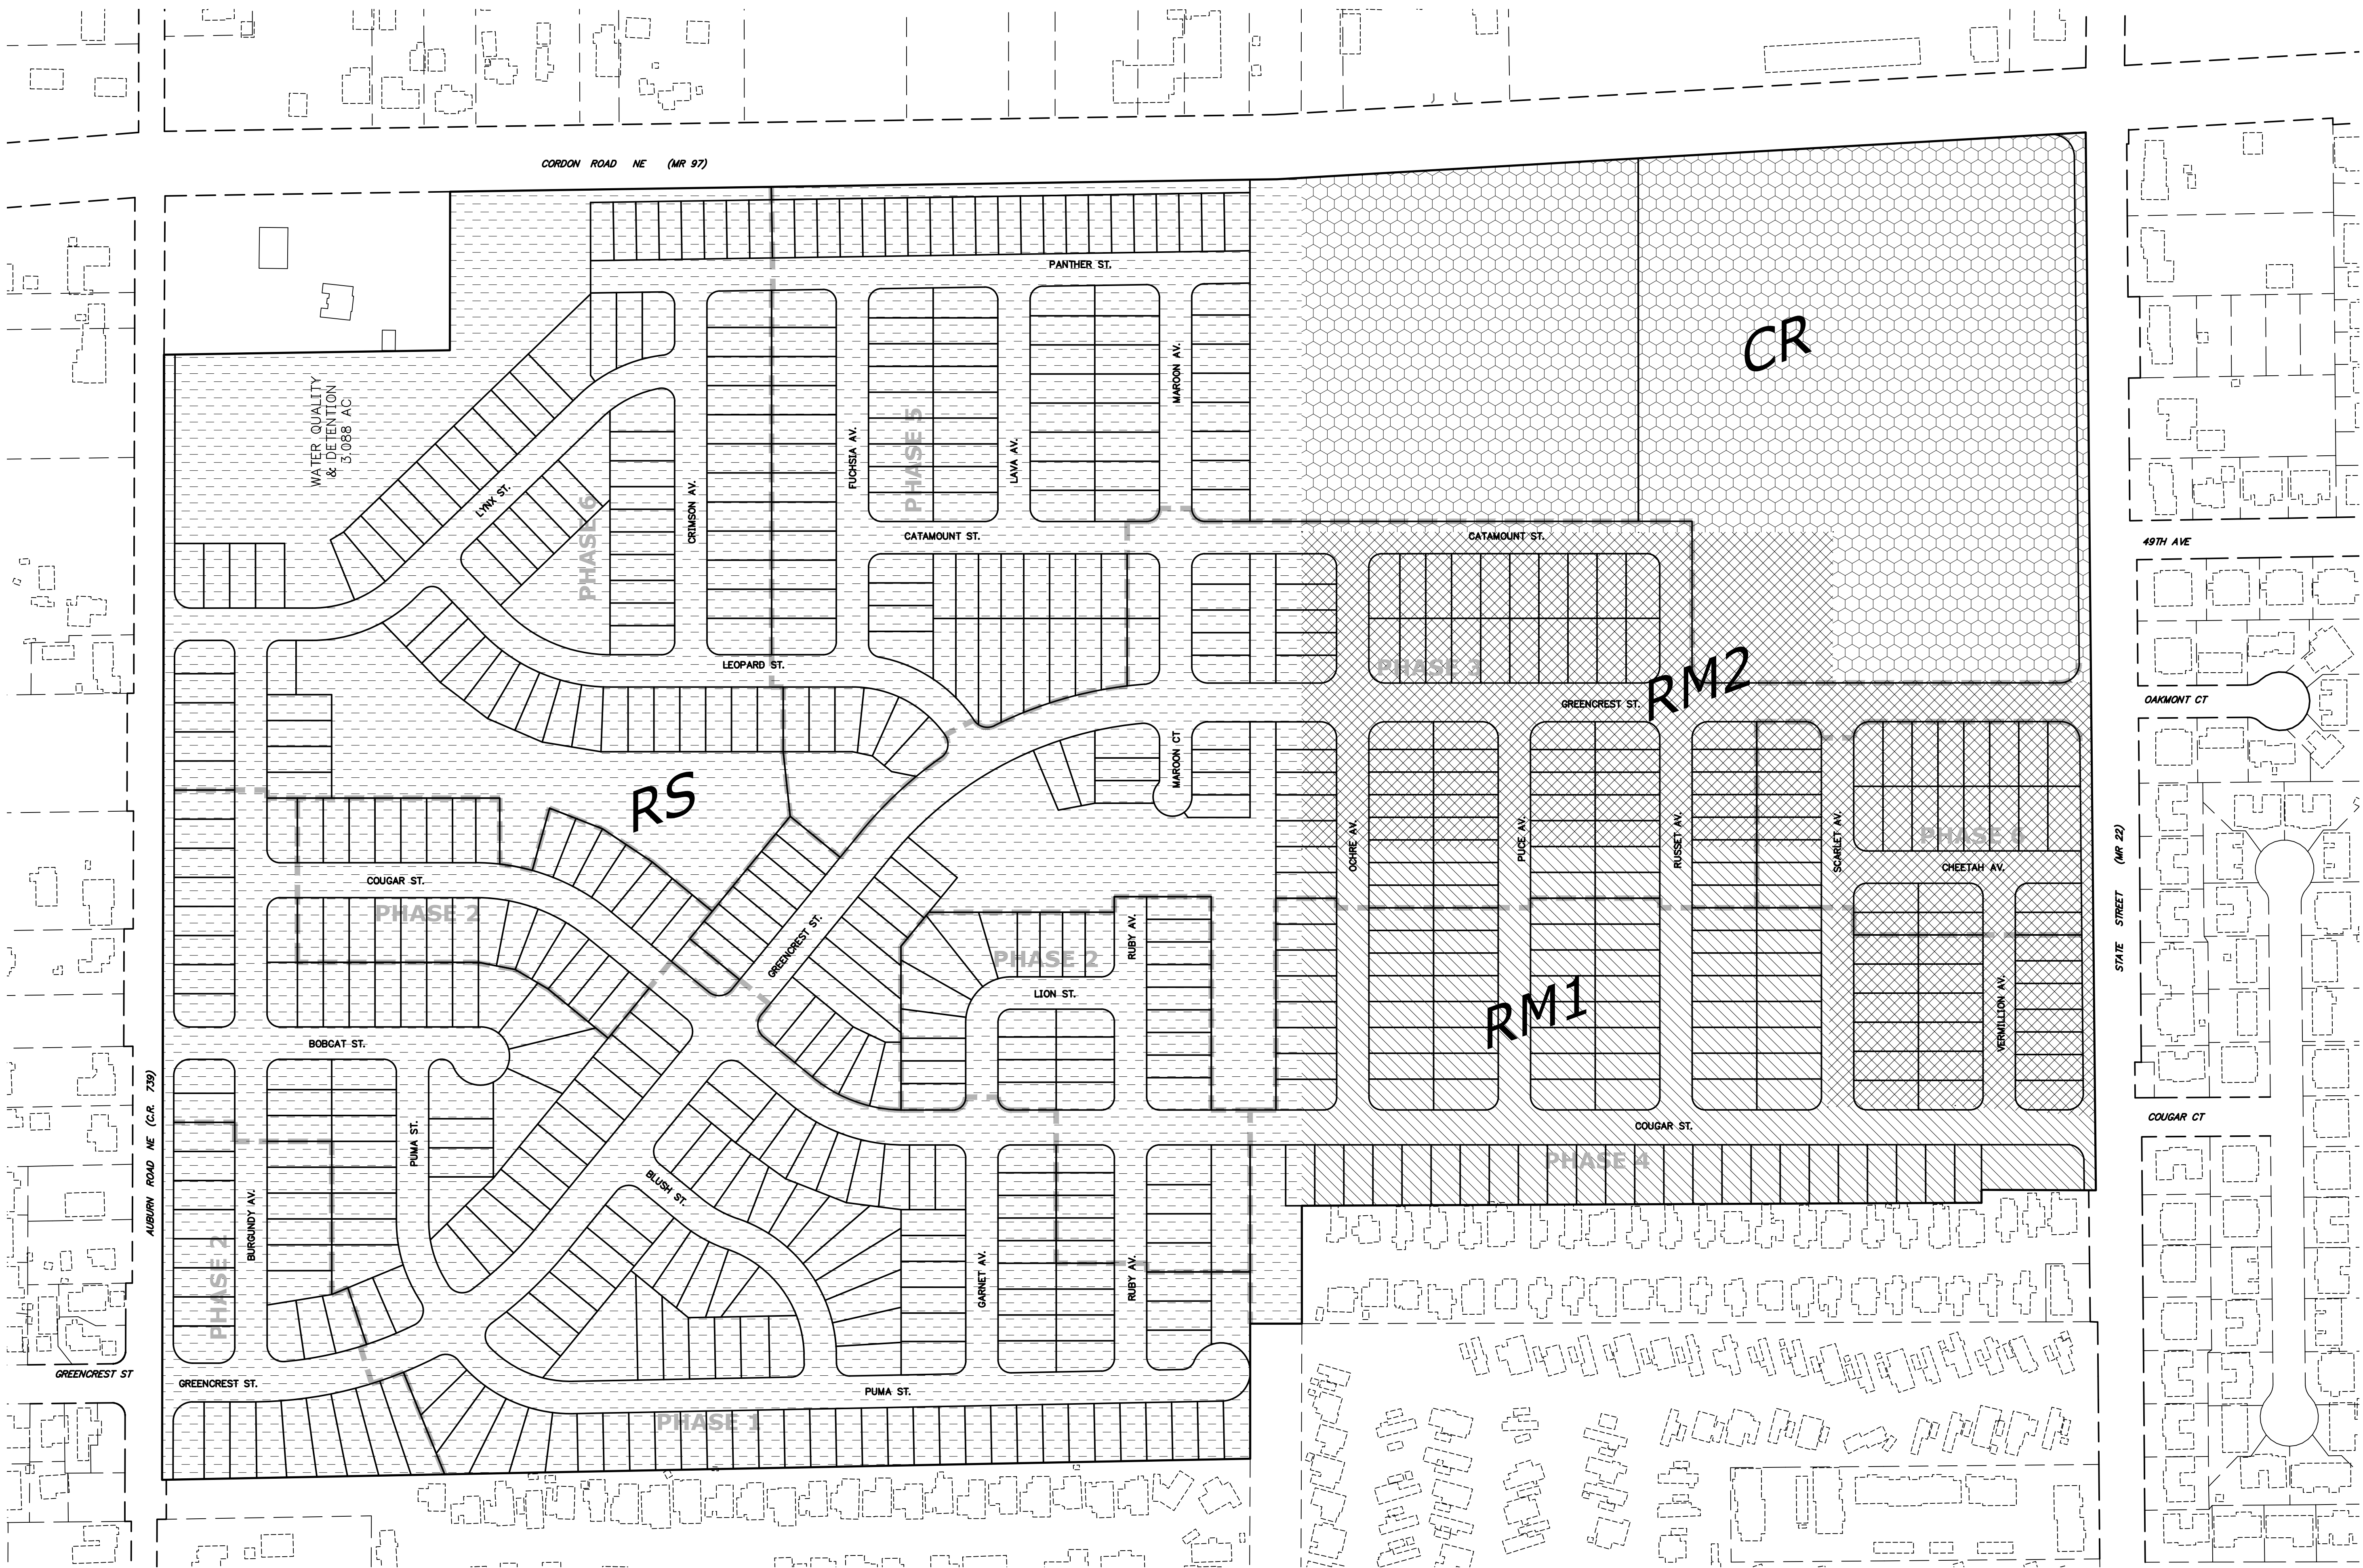 CORDON ROAD NE (MR 97)
PANTHER ST.
CR
MAROON AV.
WATER QUALITY
& DETENTION
3.088 AC
FUCHSIA AV.
PHASE 5
LAVA AV.
LYNX ST.
CRIMSON AV.
PHASE 6
CATAMOUNT ST.
CATAMOUNT ST.
49TH AVE
LEOPARD ST.
PHASE 3
RM2
GREENCREST ST.
OAKMONT CT
MAROON CT
RS
OCHRE AV.
PUCE AV.
RUSSET AV.
SCARLET AV.
PHASE 6
CHEETAH AV.
STATE STREET (MR 22)
COUGAR ST.
PHASE 2
GREENCREST ST.
RUBY AV.
PHASE 2
LION ST.
RM1
VERMILLION AV.
BOBCAT ST.
AUBURN ROAD NE (C.R. 739)
PUMA ST.
COUGAR ST.
COUGAR CT
PHASE 4
BLUSH ST.
BURGUNDY AV.
PHASE 2
GARNET AV.
RUBY AV.
GREENCREST ST
GREENCREST ST.
PUMA ST.
PHASE 1